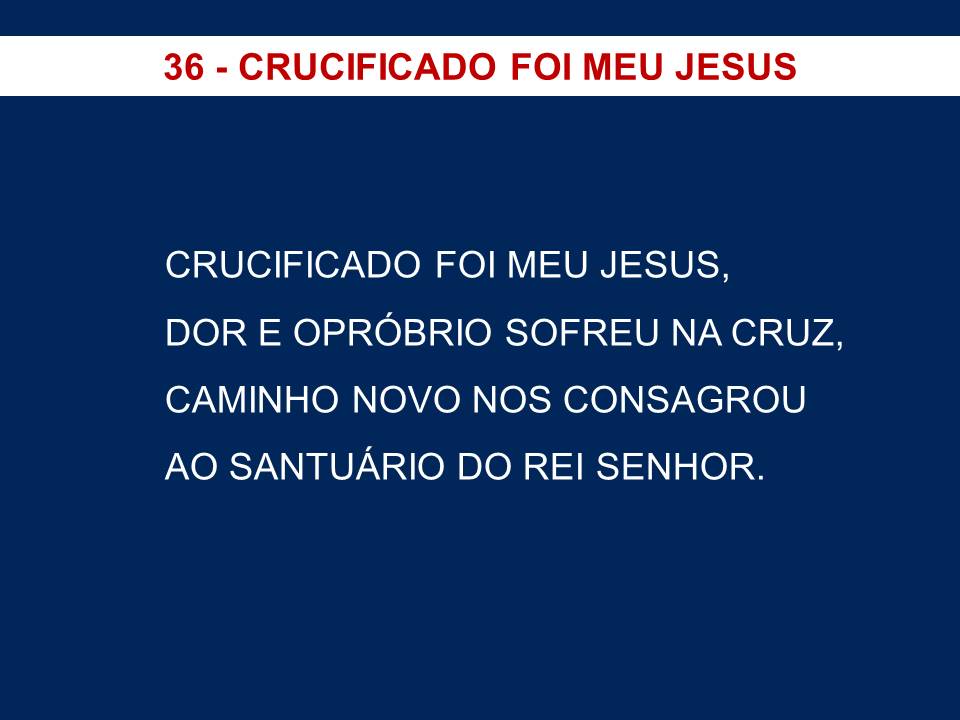 36 - CRUCIFICADO FOI MEU JESUS
CRUCIFICADO FOI MEU JESUS,
DOR E OPRÓBRIO SOFREU NA CRUZ,
CAMINHO NOVO NOS CONSAGROU
AO SANTUÁRIO DO REI SENHOR.